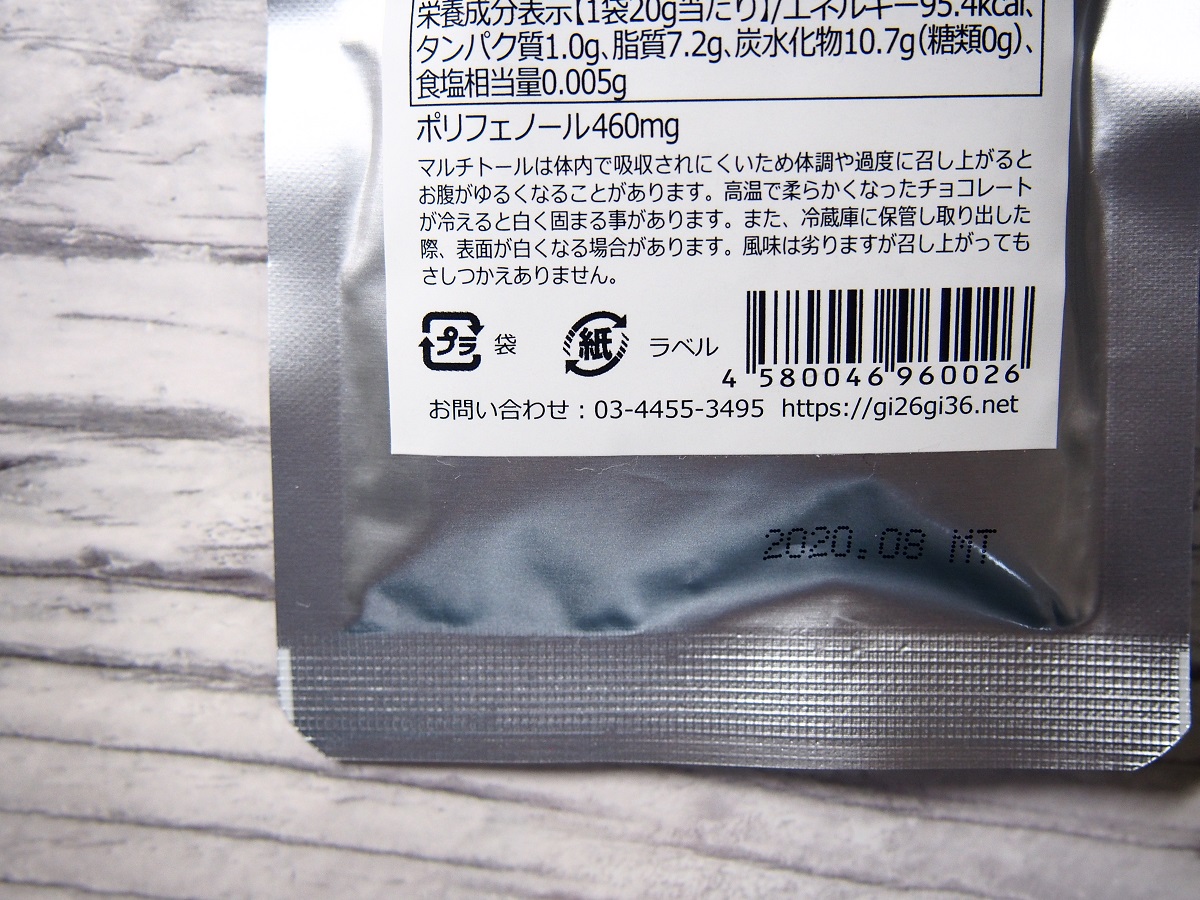 栄養成分表示【1袋20g当たり】/エネルギー95.4kcal、
タンパク質1.0g、脂質7.2g、炭水化物10.7g(糖類0g)、
食塩相当量0.005g
ポリフェノール460mg
マルチトールは体内で吸収されにくいため体調や過度に召し上がると
お腹がゆるくなることがあります。高温で柔らかくなったチョコレート
が冷えると白く固まる事があります。また、冷蔵庫に保管し取り出した
際、表面が白くなる場合があります。風味は劣りますが召し上がっても
さしつかえありません。
プラ 袋 紙 ラベル
4 580046 960026
お問い合わせ：03-4455-3495 https://gi26gi36.net
2020.08 MT